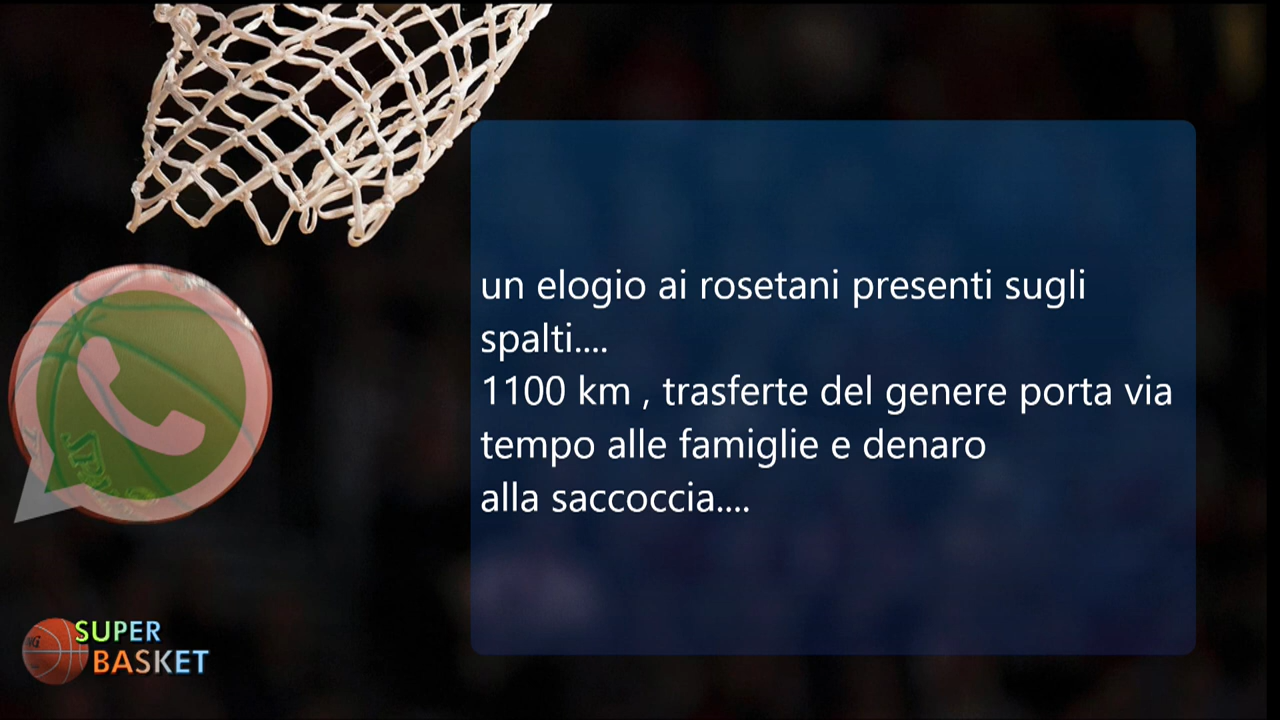 un elogio ai rosetani presenti sugli
spalti....
1100 km , trasferte del genere porta via
tempo alle famiglie e denaro
alla saccoccia....
SUPER
BASKET